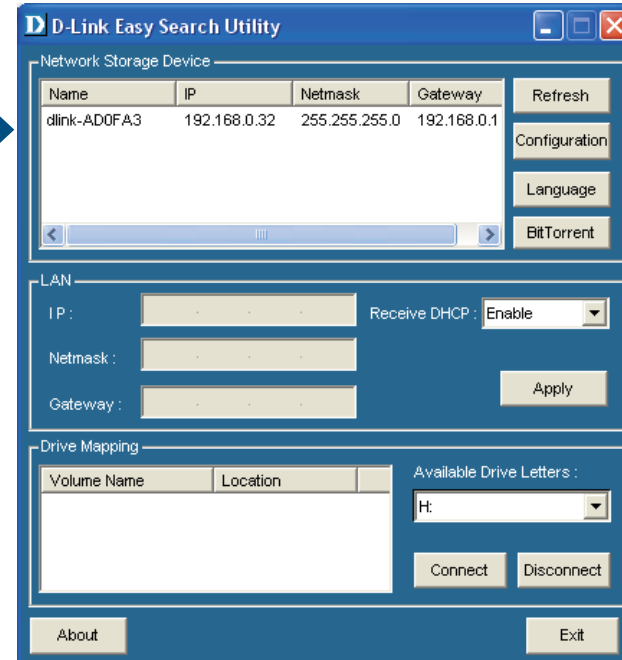 D D-Link Easy Search Utility
Network Storage Device
Name IP Netmask Gateway
dlink-AD0FA3 192.168.0.32 255.255.255.0 192.168.0.1
Refresh
Configuration
Language
BitTorrent
LAN
IP :
Receive DHCP : Enable
Netmask :
Gateway :
Apply
Drive Mapping
Volume Name Location
Available Drive Letters :
H:
Connect Disconnect
About Exit